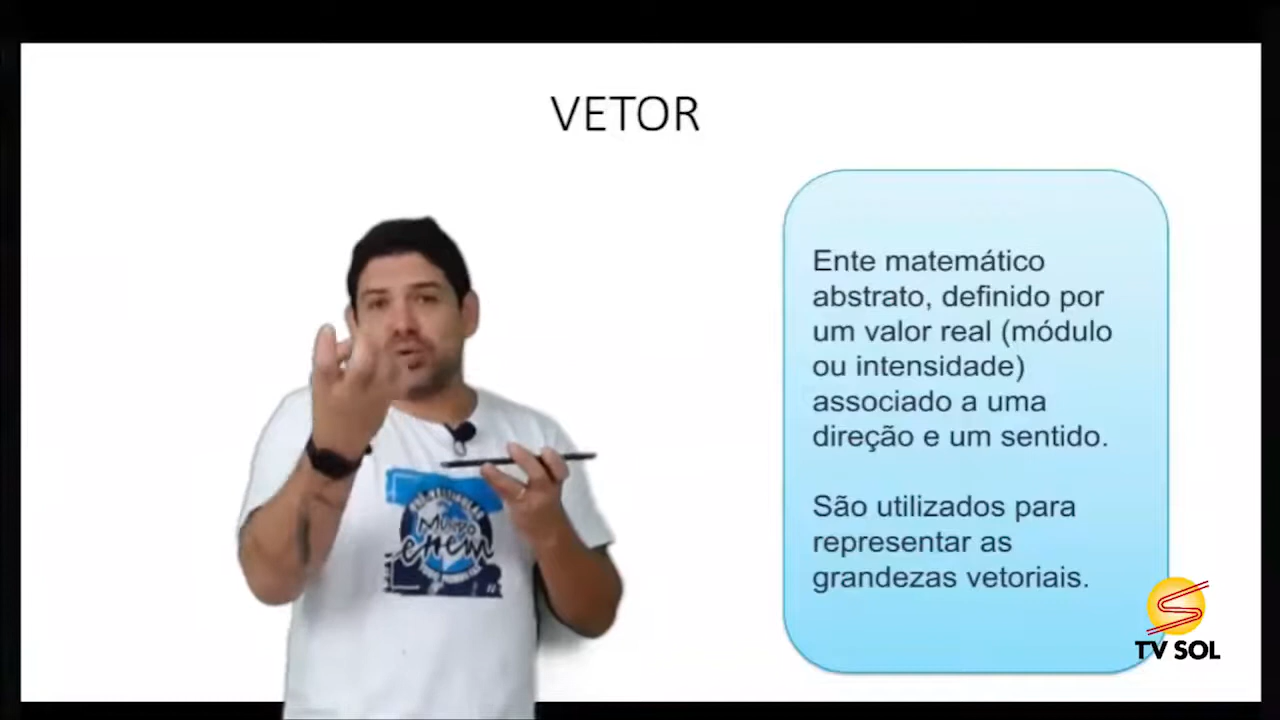 VETOR
Ente matemático
abstrato, definido por
um valor real (módulo
ou intensidade)
associado a uma
direção e um sentido.
São utilizados para
representar as
grandezas vetoriais.
enem
TV SOL